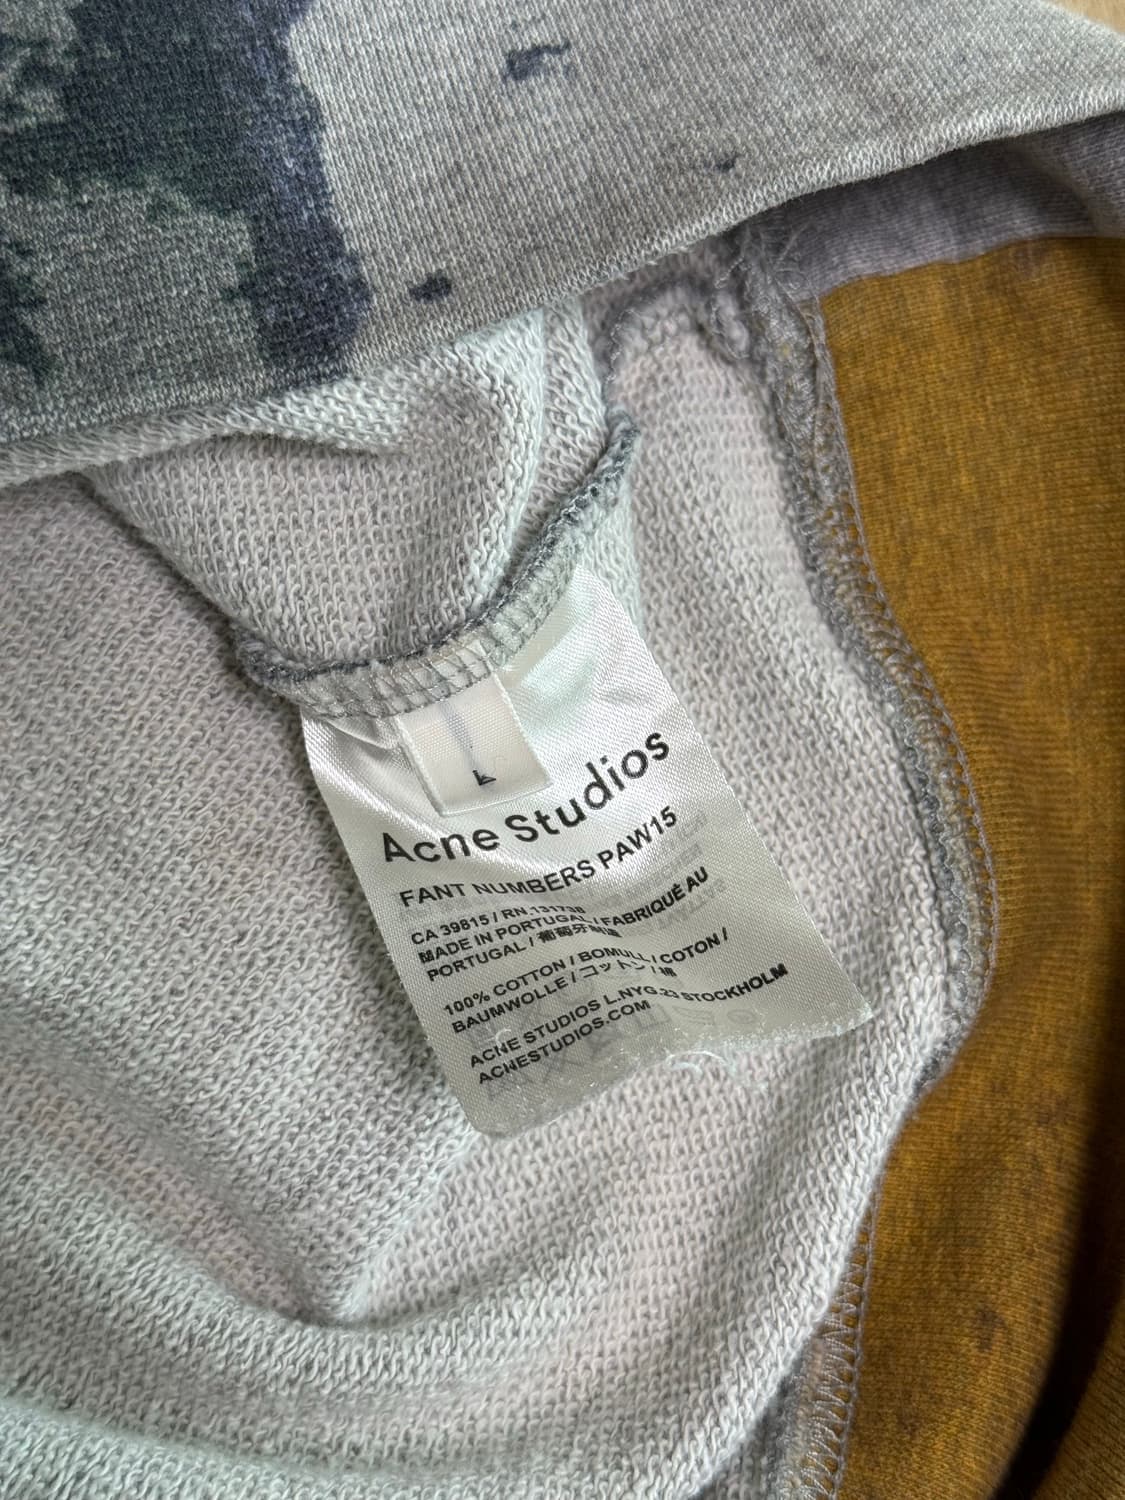 L
Acne Studios
FANT NUMBERS PAW15
CA 39815 / RN.131738
MADE IN PORTUGAL / FABRIQUÉ AU
PORTUGAL / 葡萄牙制造
100% COTTON / BOMULL / COTON /
BAUMWOLLE / コットン / 棉
ACNE STUDIOS L.NYG.23 STOCKHOLM
ACNESTUDIOS.COM